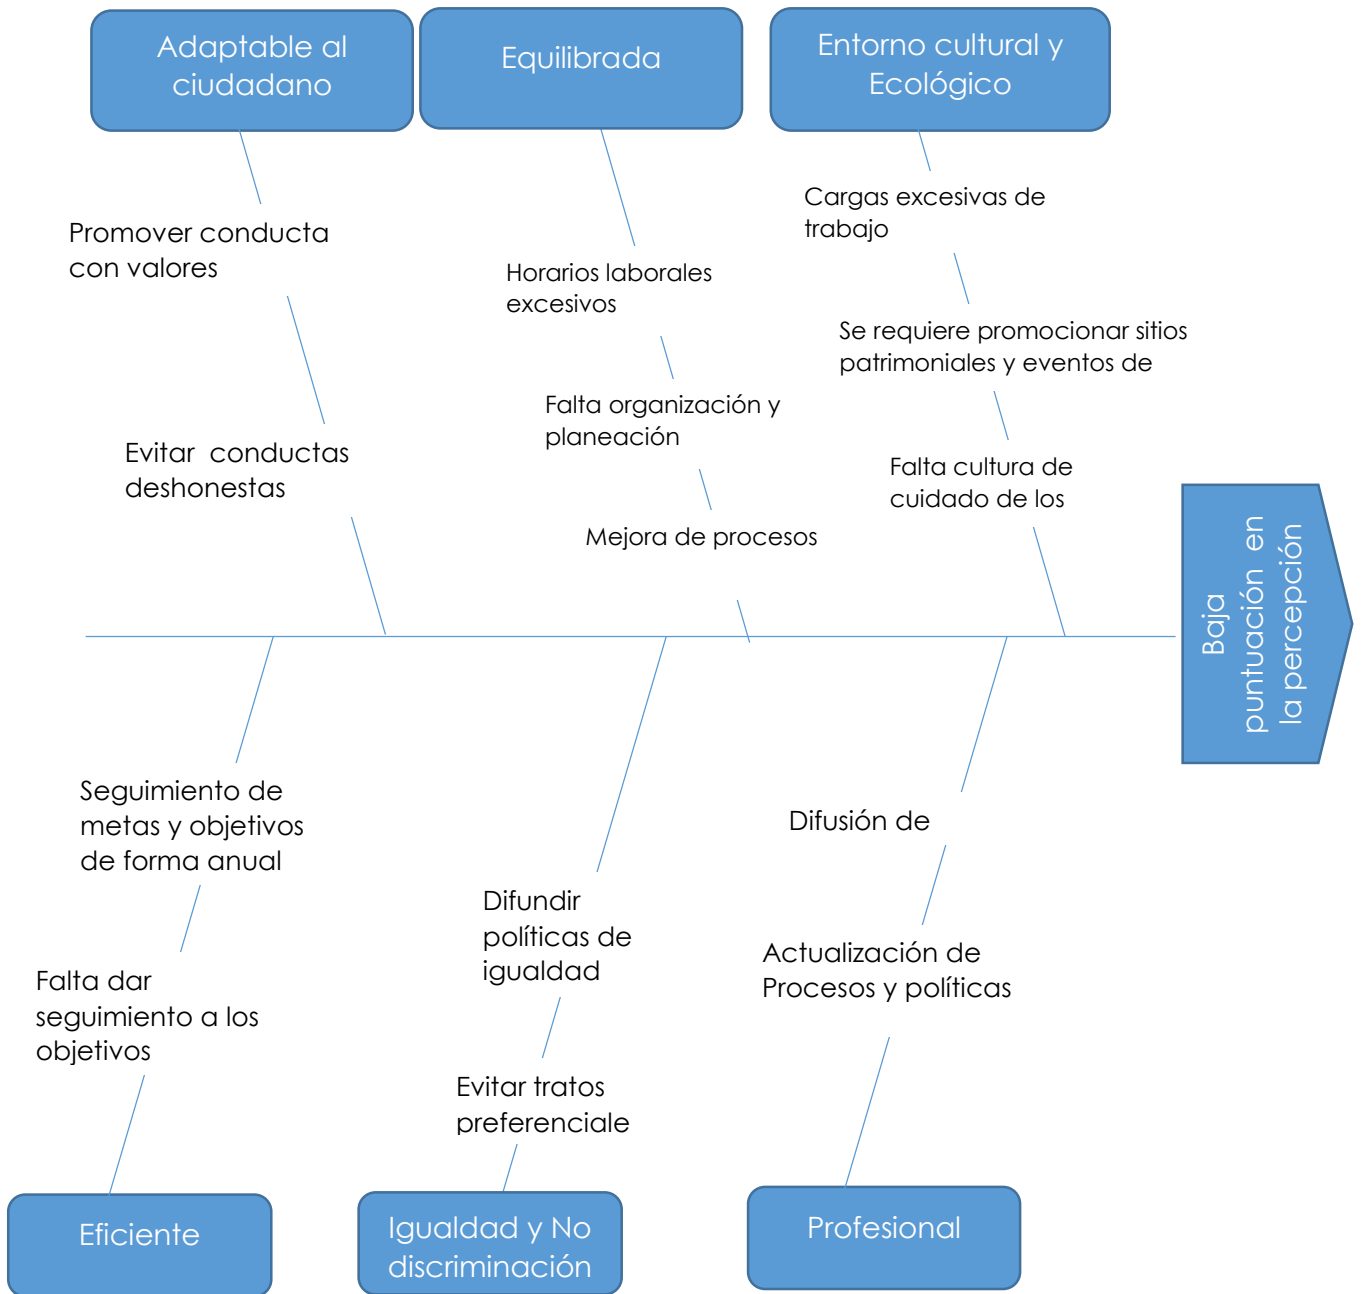 Adaptable al
ciudadano
Equilibrada
Entorno cultural y
Ecológico
Promover conducta
con valores
Evitar conductas
deshonestas
Horarios laborales
excesivos
Falta organización y
planeación
Mejora de procesos
Cargas excesivas de
trabajo
Se requiere promocionar sitios
patrimoniales y eventos de
Falta cultura de
cuidado de los
Baja
puntuación en
la percepción
Seguimiento de
metas y objetivos
de forma anual
Falta dar
seguimiento a los
objetivos
Difundir
políticas de
igualdad
Evitar tratos
preferenciale
Difusión de
Actualización de
Procesos y políticas
Eficiente
Igualdad y No
discriminación
Profesional